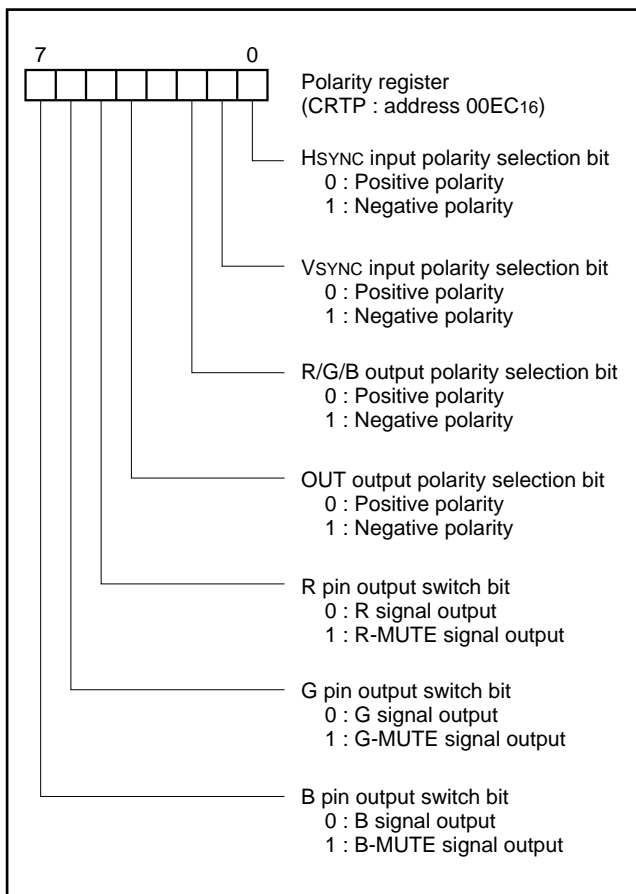 7 0
Polarity register
(CRTP : address 00EC16)
HSYNC input polarity selection bit
0 : Positive polarity
1 : Negative polarity
VSYNC input polarity selection bit
0 : Positive polarity
1 : Negative polarity
R/G/B output polarity selection bit
0 : Positive polarity
1 : Negative polarity
OUT output polarity selection bit
0 : Positive polarity
1 : Negative polarity
R pin output switch bit
0 : R signal output
1 : R-MUTE signal output
G pin output switch bit
0 : G signal output
1 : G-MUTE signal output
B pin output switch bit
0 : B signal output
1 : B-MUTE signal output